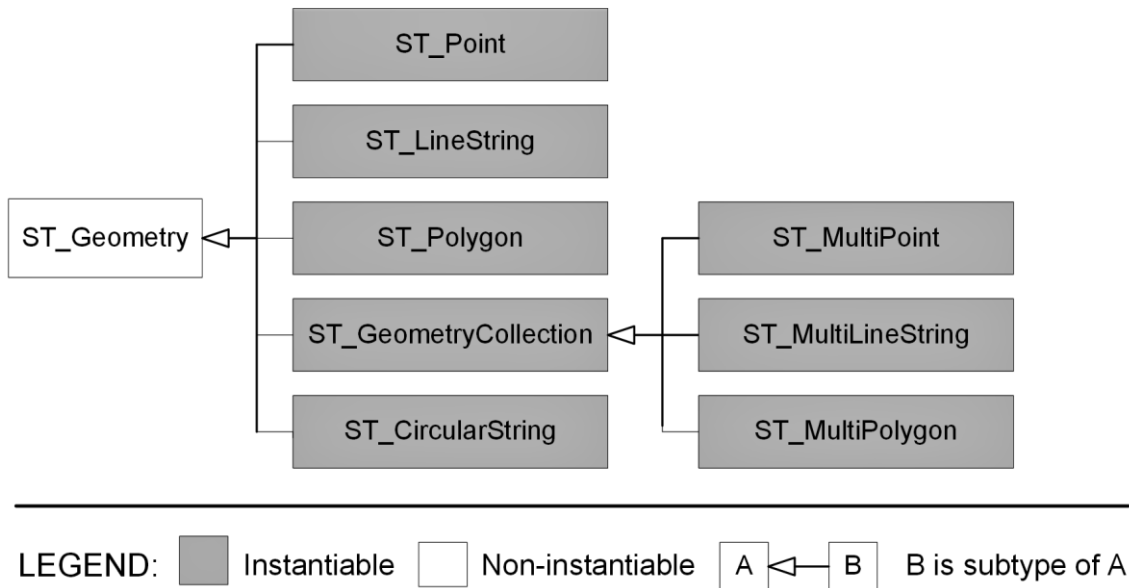 ST_Point
ST_LineString
ST_Geometry
ST_Polygon
ST_MultiPoint
ST_GeometryCollection
ST_MultiLineString
ST_CircularString
ST_MultiPolygon
LEGEND: Instantiable Non-instantiable A B B is subtype of A